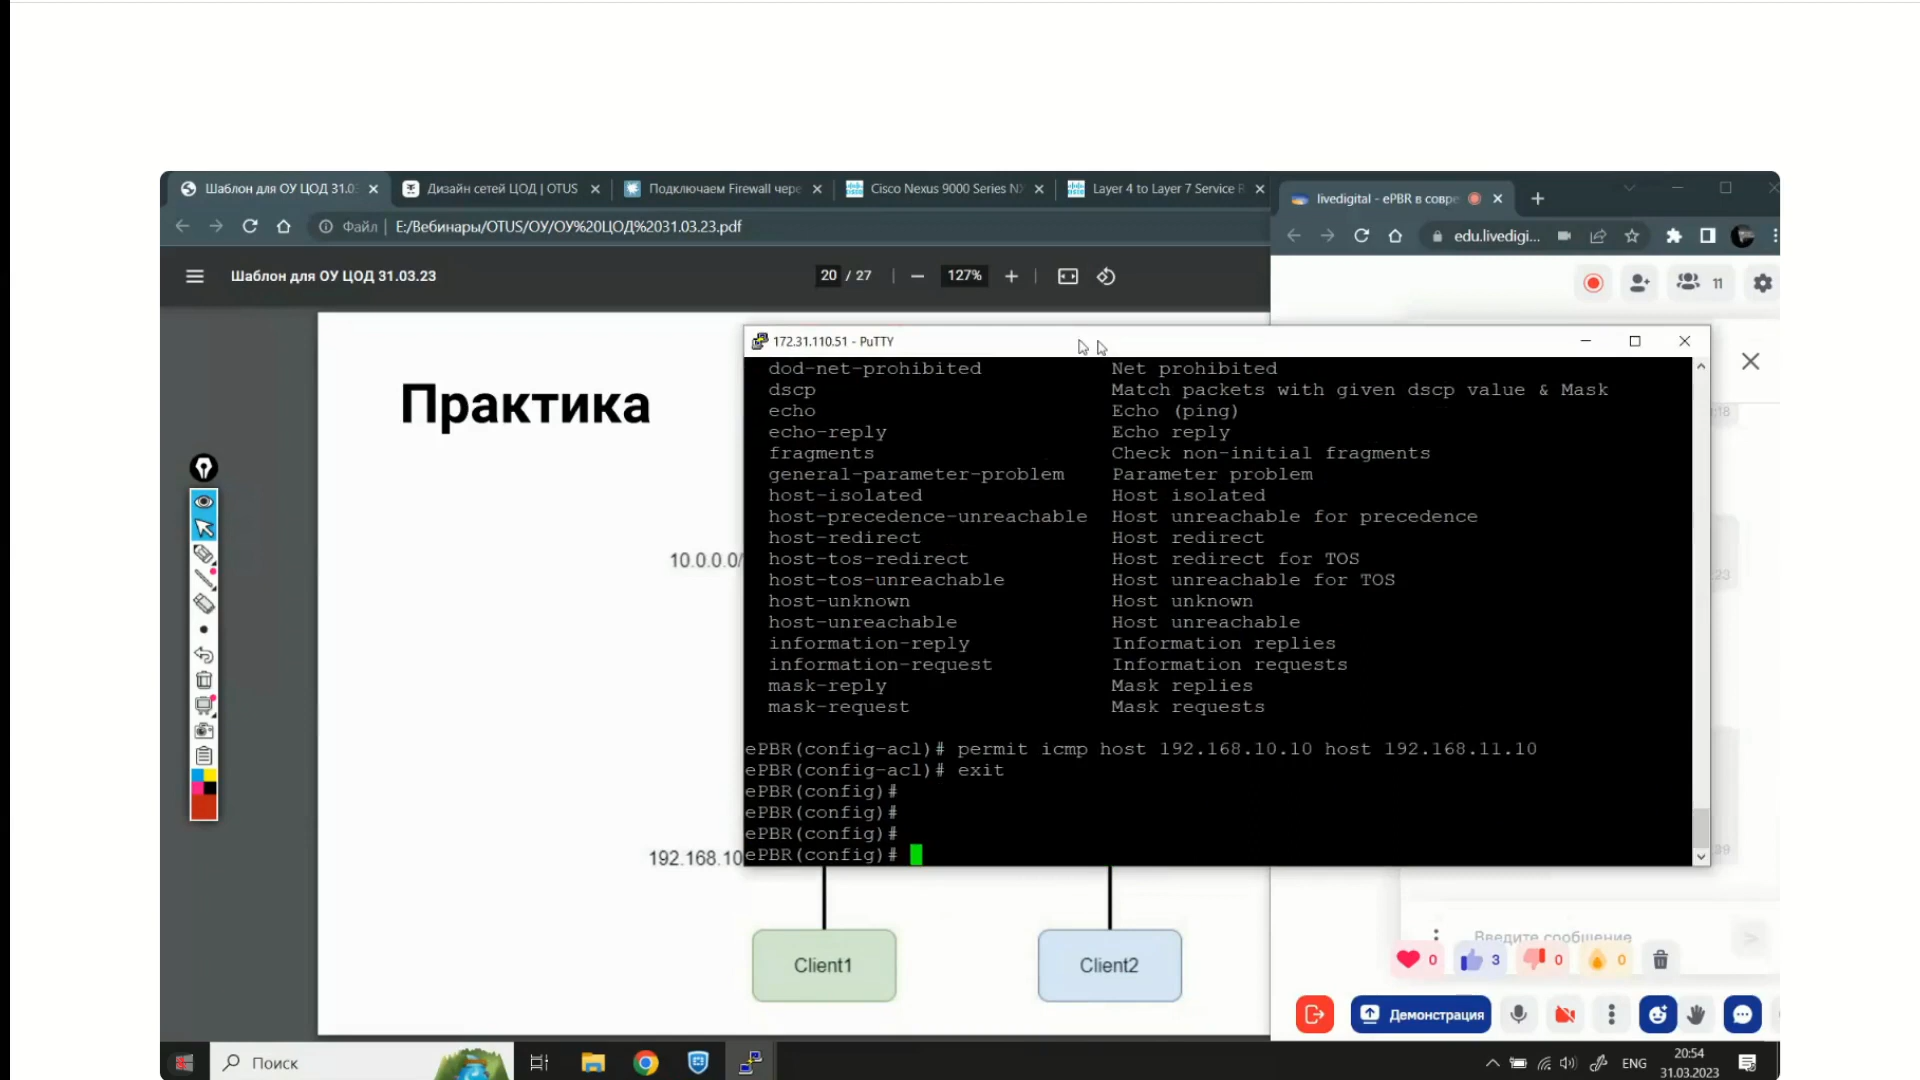 Шаблон для ОУ ЦОД 31.0
Дизайн сетей ЦОД | OTUS
Подключаем Firewall чере
Cisco Nexus 9000 Series NX
Layer 4 to Layer 7 Service R
livedigital - ePBR в совре
Файл
E:/Вебинары/OTUS/ОУ/ОУ%20ЦОД%2031.03.23.pdf
edu.livedigi...
Шаблон для ОУ ЦОД 31.03.23
20 / 27
127%
11
Практика
10.0.0.0/
192.168.10
172.31.110.51 - PuTTY
dod-net-prohibited Net prohibited
dscp Match packets with given dscp value & Mask
echo Echo (ping)
echo-reply Echo reply
fragments Check non-initial fragments
general-parameter-problem Parameter problem
host-isolated Host isolated
host-precedence-unreachable Host unreachable for precedence
host-redirect Host redirect
host-tos-redirect Host redirect for TOS
host-tos-unreachable Host unreachable for TOS
host-unknown Host unknown
host-unreachable Host unreachable
information-reply Information replies
information-request Information requests
mask-reply Mask replies
mask-request Mask requests
ePBR(config-acl)# permit icmp host 192.168.10.10 host 192.168.11.10
ePBR(config-acl)# exit
ePBR(config)#
ePBR(config)#
ePBR(config)#
ePBR(config)#
Client1
Client2
Введите сообщение
0
3
0
0
Демонстрация
Поиск
ENG
20:54
31.03.2023